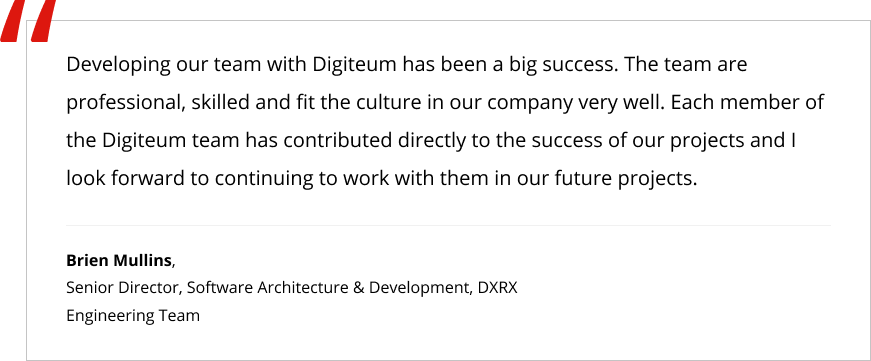 Developing our team with Digiteum has been a big success. The team are
professional, skilled and fit the culture in our company very well. Each member of
the Digiteum team has contributed directly to the success of our projects and I
look forward to continuing to work with them in our future projects.
Brien Mullins,
Senior Director, Software Architecture & Development, DXRX
Engineering Team